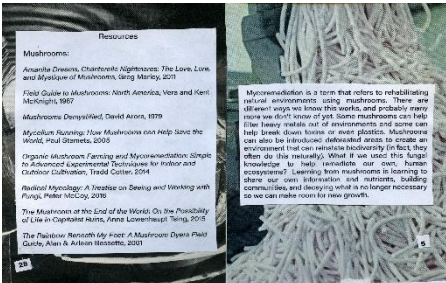 Resources
Mushrooms:
Amanita Dreams, Chanterelle Nightmares: The Love, Lore,
and Mystique of Mushrooms, Greg Marley, 2011
Field Guide to Mushrooms: North America, Vera and Kent
McKnight, 1987
Mushrooms Demystified, David Arora, 1979
Mycelium Running: How Mushrooms can Help Save the
World, Paul Stamets, 2005
Organic Mushroom Farming and Mycoremediation: Simple
to Advanced Experimental Techniques for Indoor and
Outdoor Cultivation, Tradd Cotter, 2014
Radical Mycology: A Treatise on Seeing and Working with
Fungi, Peter McCoy, 2016
The Mushroom at the End of the World: On the Possibility
of Life in Capitalist Ruins, Anna Lowenhaupt Tsing, 2015
The Rainbow Beneath My Feet: A Mushroom Dyers Field
Guide, Alan & Arleen Bessette, 2001
Mycoremediation is a term that refers to rehabilitating
natural environments using mushrooms. There are
different ways we know this works, and probably many
more we don't know of yet. Some mushrooms can help
filter heavy metals out of environments and some can
help break down toxins or even plastics. Mushrooms
can also be introduced deforested areas to create an
environment that can reinstate biodiversity (in fact, they
often do this naturally). What if we used this fungal
knowledge to help remediate our own, human
ecosystems? Learning from mushrooms is learning to
share our own information and nutrients, building
communities, and decaying what is no longer necessary
so we can make room for new growth.
5